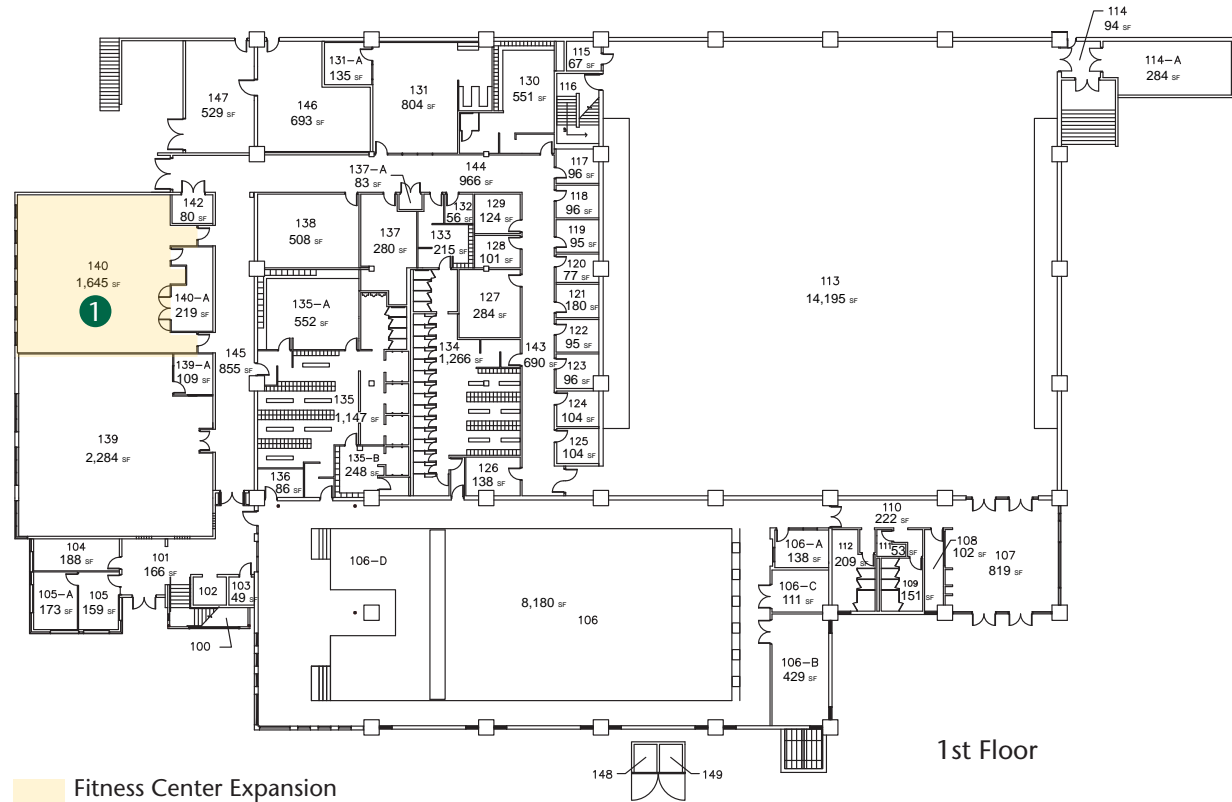 114
94 SF
114-A
284 SF
115
67 SF
116
131-A
135 SF
131
804 SF
130
551 SF
147
529 SF
146
693 SF
137-A
83 SF
144
966 SF
117
96 SF
142
80 SF
138
508 SF
137
280 SF
132
56 SF
129
124 SF
118
96 SF
133
215 SF
128
101 SF
119
95 SF
140
1,645 SF
1
140-A
219 SF
135-A
552 SF
127
284 SF
120
77 SF
121
180 SF
113
14,195 SF
122
95 SF
145
855 SF
134
1,266 SF
143
690 SF
139-A
109 SF
123
96 SF
135
1,147 SF
124
104 SF
139
2,284 SF
125
104 SF
135-B
248 SF
136
86 SF
126
138 SF
110
222 SF
104
188 SF
101
166 SF
106-D
106-A
138 SF
112
209 SF
111
53 SF
108
102 SF
107
819 SF
105-A
173 SF
105
159 SF
102
103
49 SF
106-C
111 SF
109
151 SF
8,180 SF
106
100
106-B
429 SF
148
149
1st Floor
Fitness Center Expansion